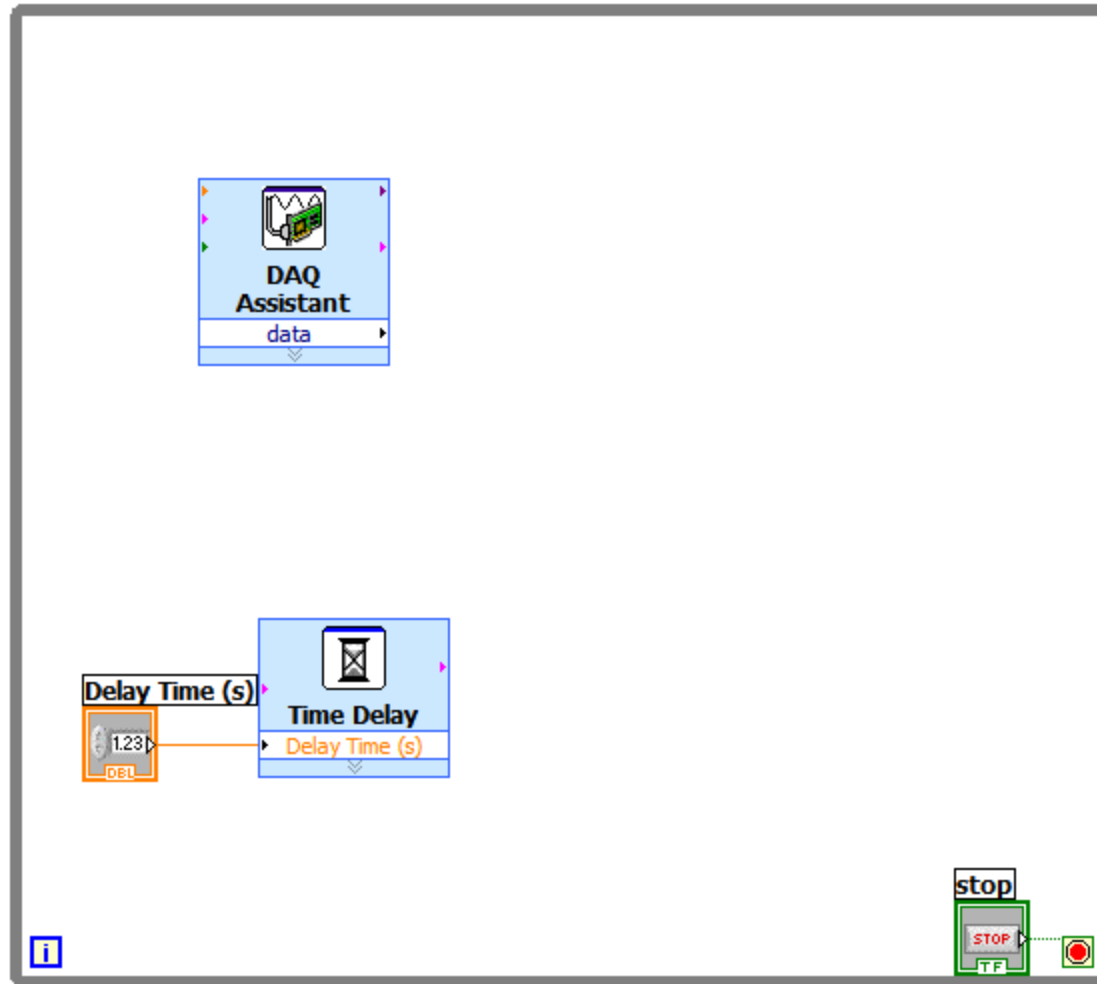 DAQ
Assistant
data
Delay Time (s)
1.23
DBL
Time Delay
Delay Time (s)
stop
STOP
TF
i